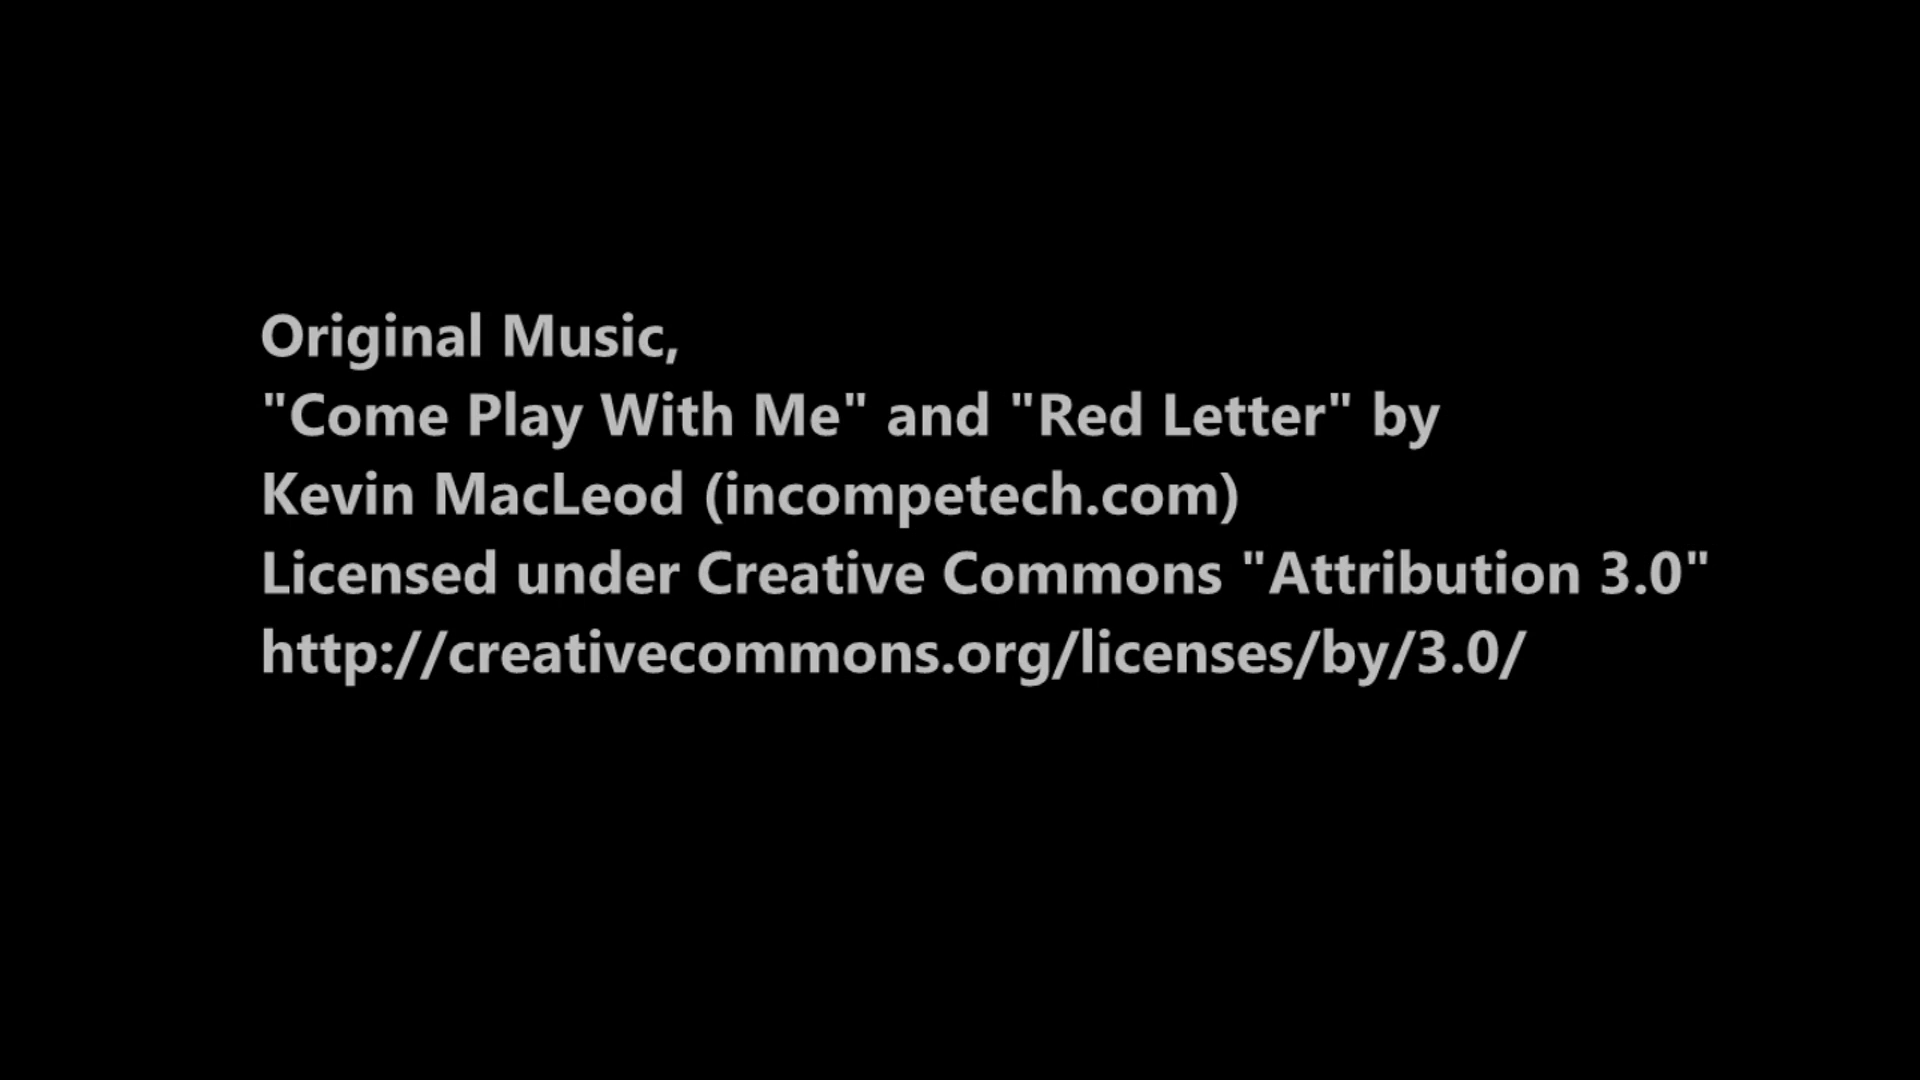 Original Music,
"Come Play With Me" and "Red Letter" by
Kevin MacLeod (incompetech.com)
Licensed under Creative Commons "Attribution 3.0"
http://creativecommons.org/licenses/by/3.0/